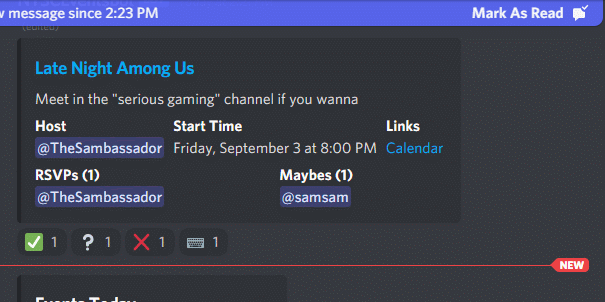 w message since 2:23 PM Mark As Read
(edited)
Late Night Among Us
Meet in the "serious gaming" channel if you wanna
Host Start Time Links
@TheSambassador Friday, September 3 at 8:00 PM Calendar
RSVPs (1) Maybes (1)
@TheSambassador @samsam
1 ? 1 1 1
NEW
Events Today